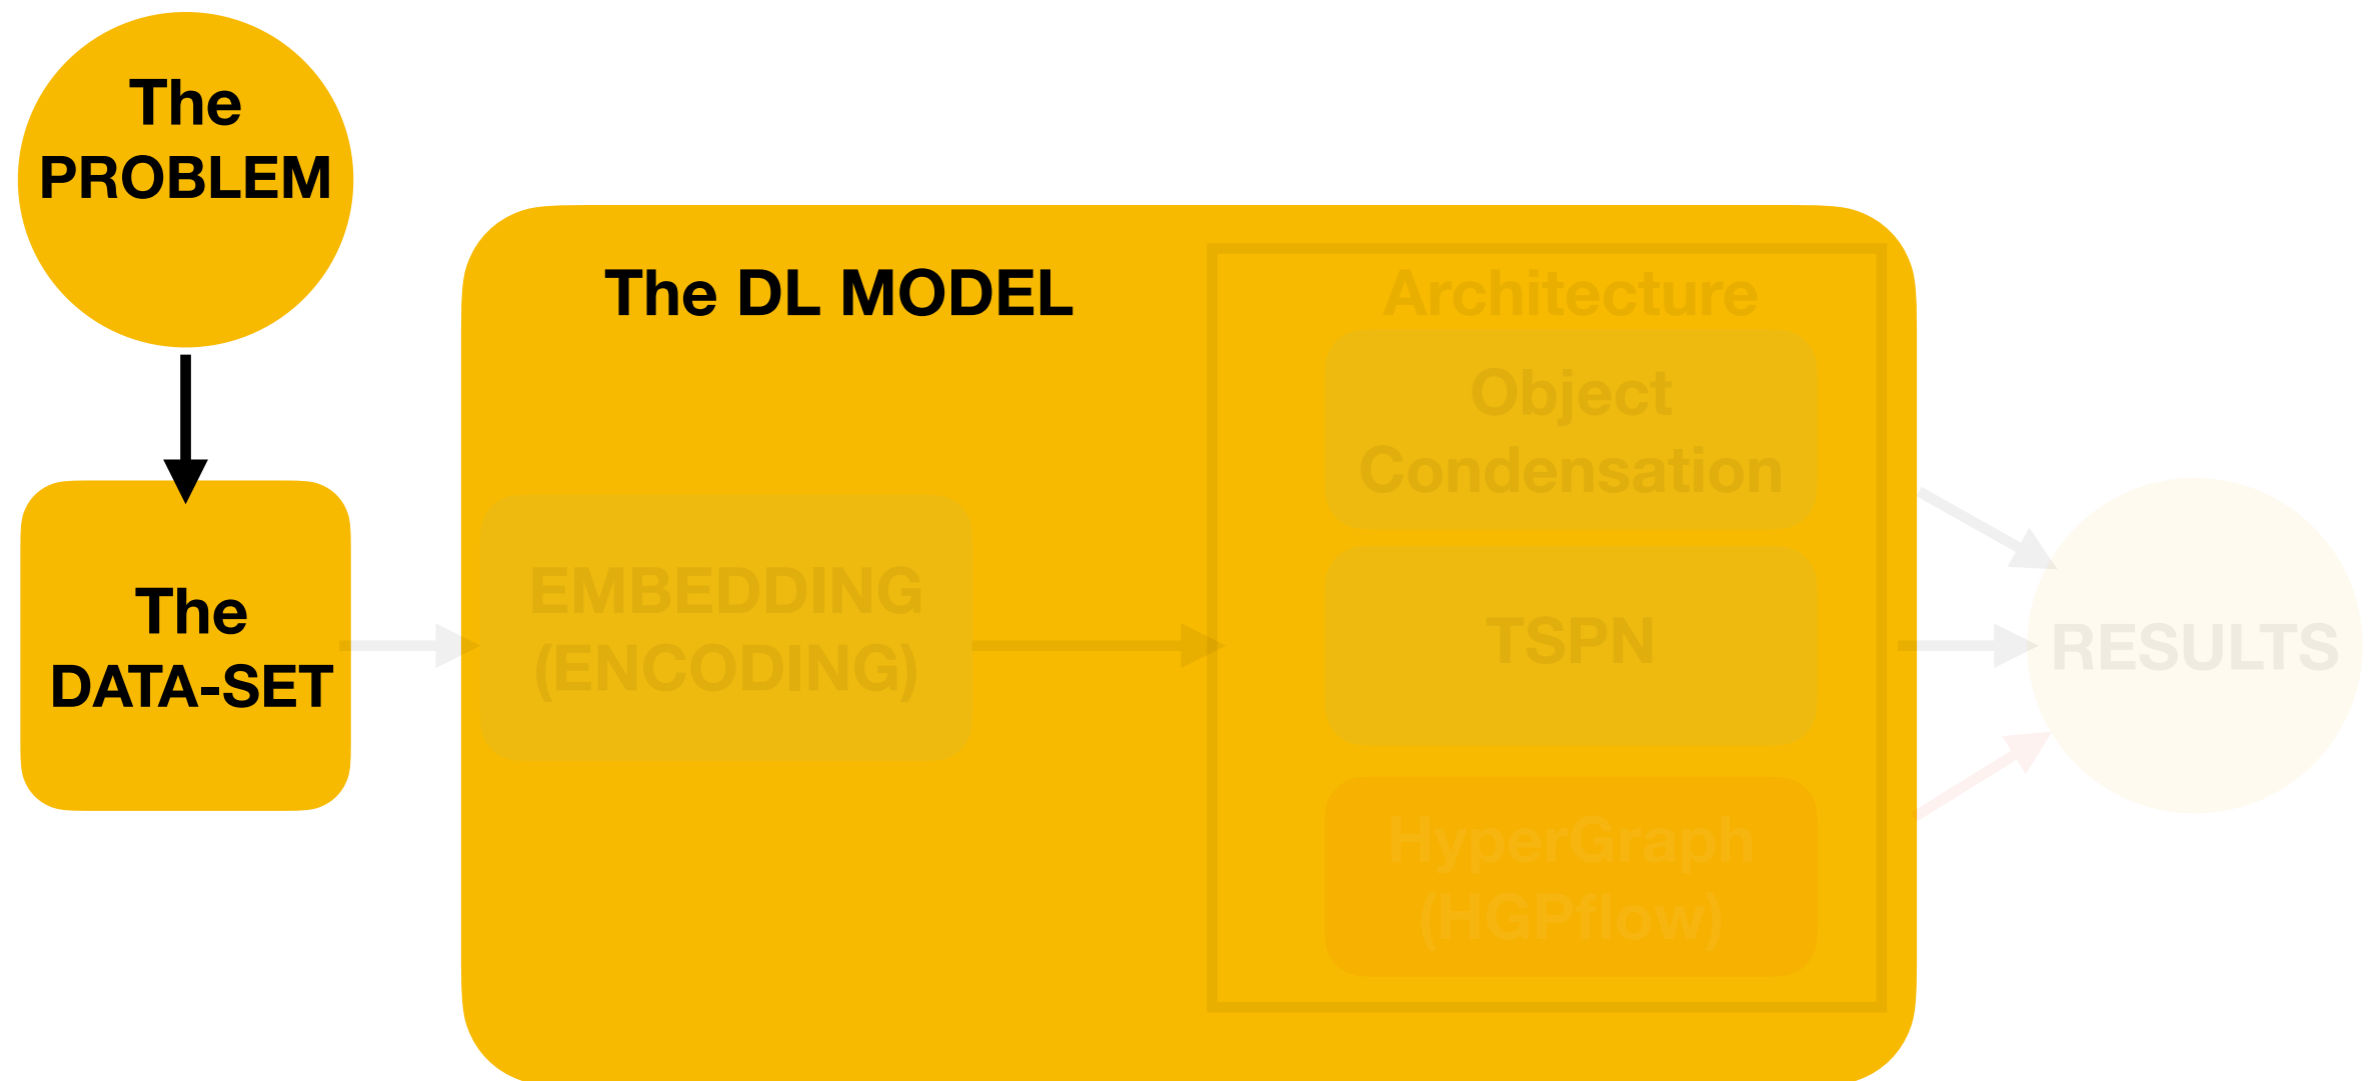 The
PROBLEM
The DL MODEL
Architecture
Object
Condensation
EMBEDDING
(ENCODING)
The
DATA-SET
TSPN
RESULTS
HyperGraph
(HGPflow)